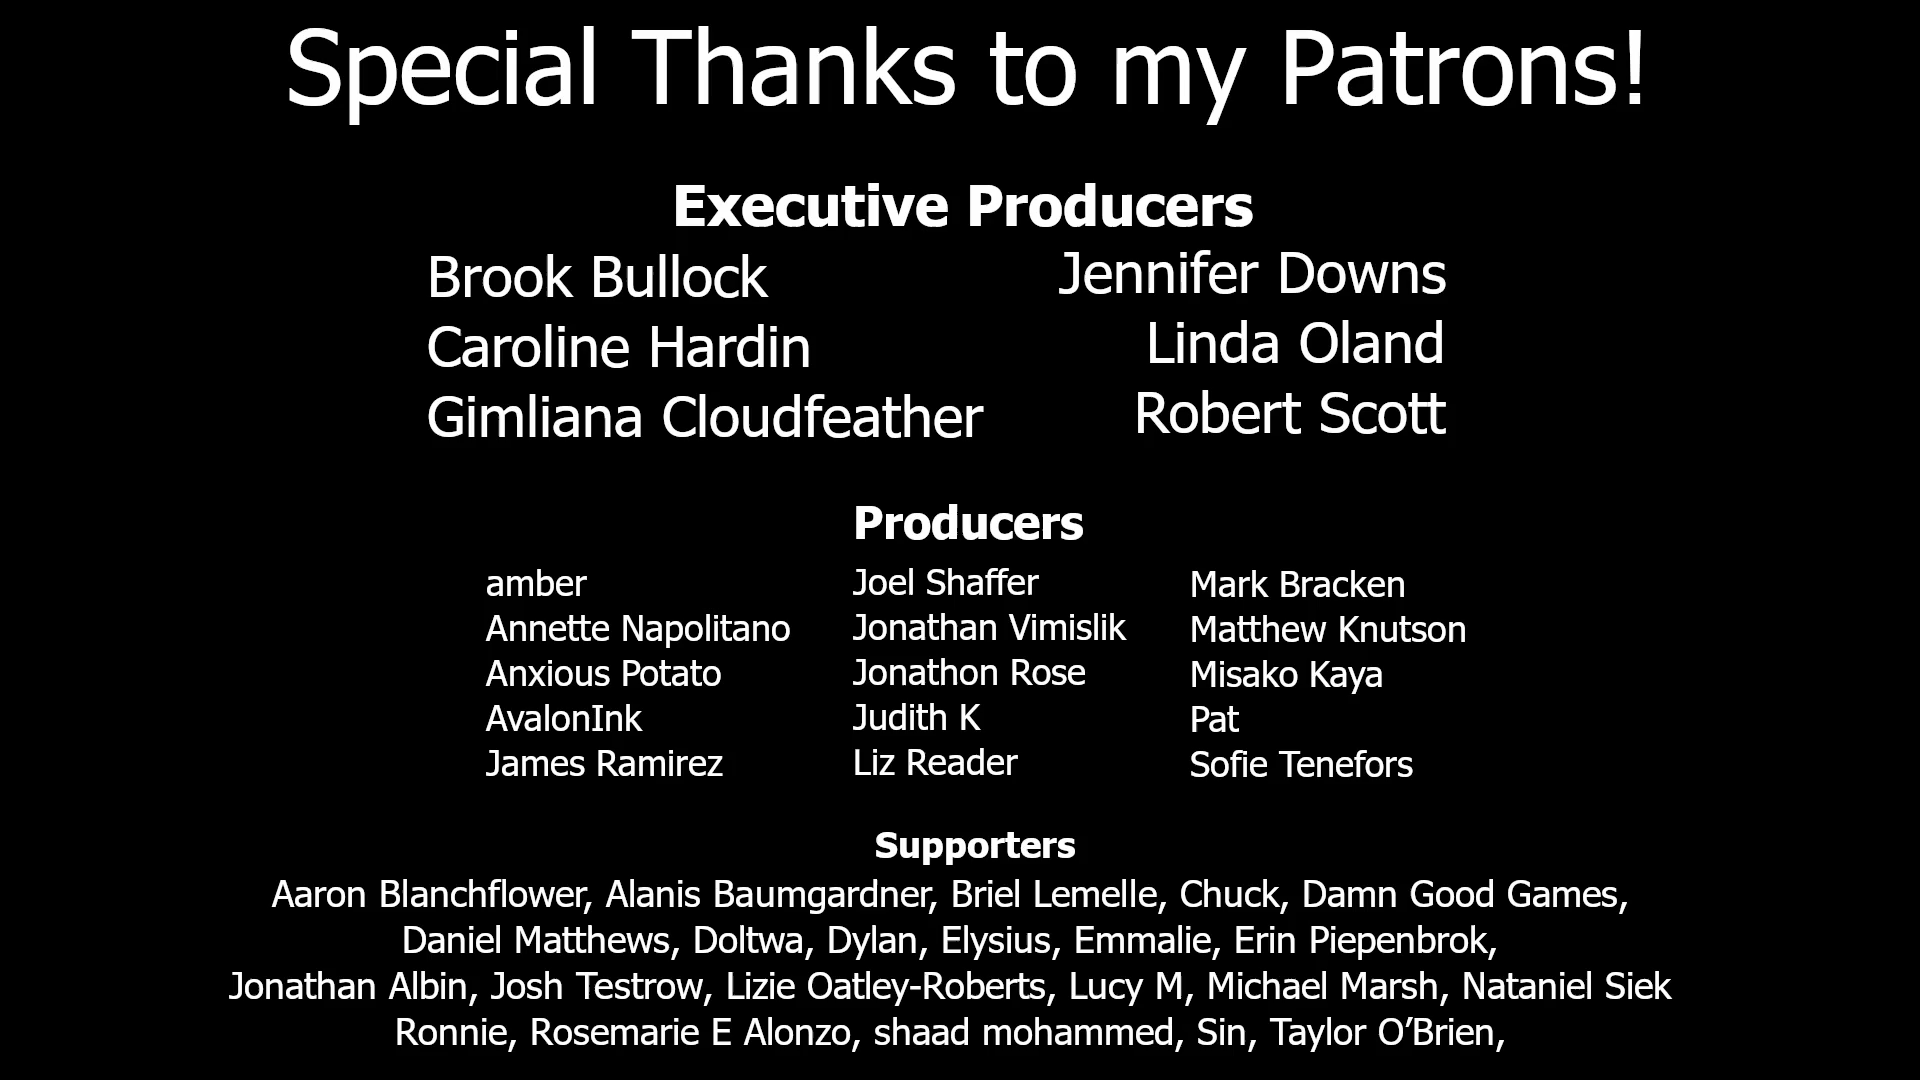 Special Thanks to my Patrons!
Executive Producers
Brook Bullock
Caroline Hardin
Gimliana Cloudfeather
Jennifer Downs
Linda Oland
Robert Scott
Producers
amber
Annette Napolitano
Anxious Potato
AvalonInk
James Ramirez
Joel Shaffer
Jonathan Vimislik
Jonathon Rose
Judith K
Liz Reader
Mark Bracken
Matthew Knutson
Misako Kaya
Pat
Sofie Tenefors
Supporters
Aaron Blanchflower, Alanis Baumgardner, Briel Lemelle, Chuck, Damn Good Games,
Daniel Matthews, Doltwa, Dylan, Elysius, Emmalie, Erin Piepenbrok,
Jonathan Albin, Josh Testrow, Lizie Oatley-Roberts, Lucy M, Michael Marsh, Nataniel Siek
Ronnie, Rosemarie E Alonzo, shaad mohammed, Sin, Taylor O’Brien,